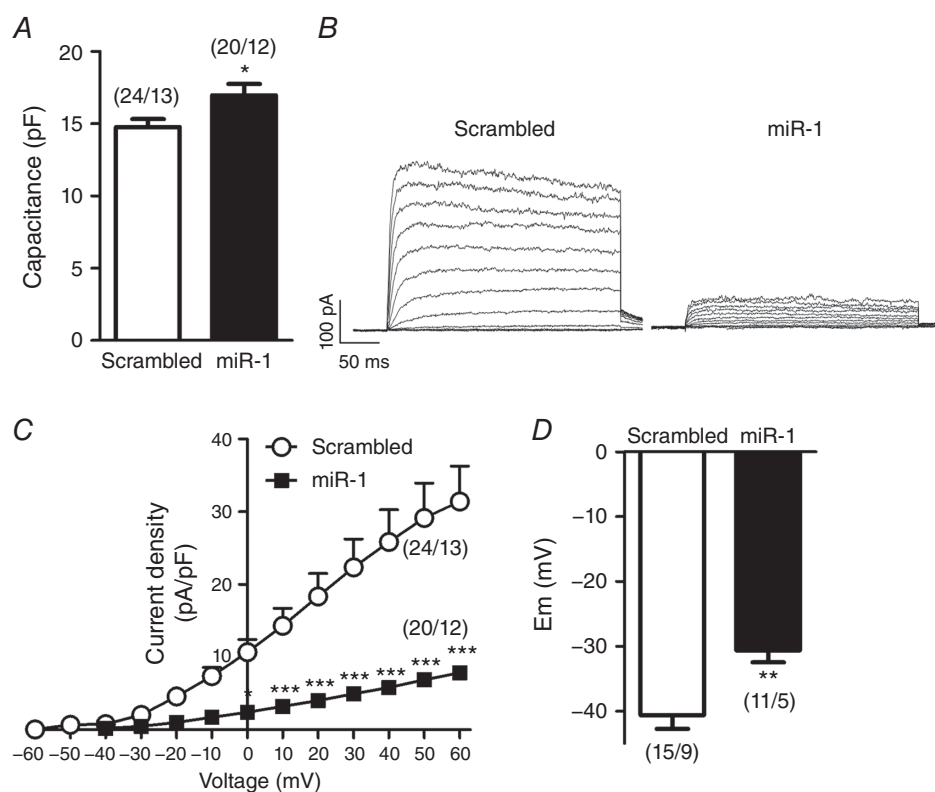 A
Capacitance (pF)
20
15
10
5
0
(24/13)
(20/12)
*
Scrambled
miR-1
B
Scrambled
miR-1
100 pA
50 ms
C
Current density
(pA/pF)
40
30
20
10
Scrambled
miR-1
(24/13)
(20/12)
* *** *** *** *** *** ***
–60 –50 –40 –30 –20 –10 0 10 20 30 40 50 60
Voltage (mV)
D
Scrambled
miR-1
Em (mV)
0
–10
–20
–30
–40
**
(11/5)
(15/9)